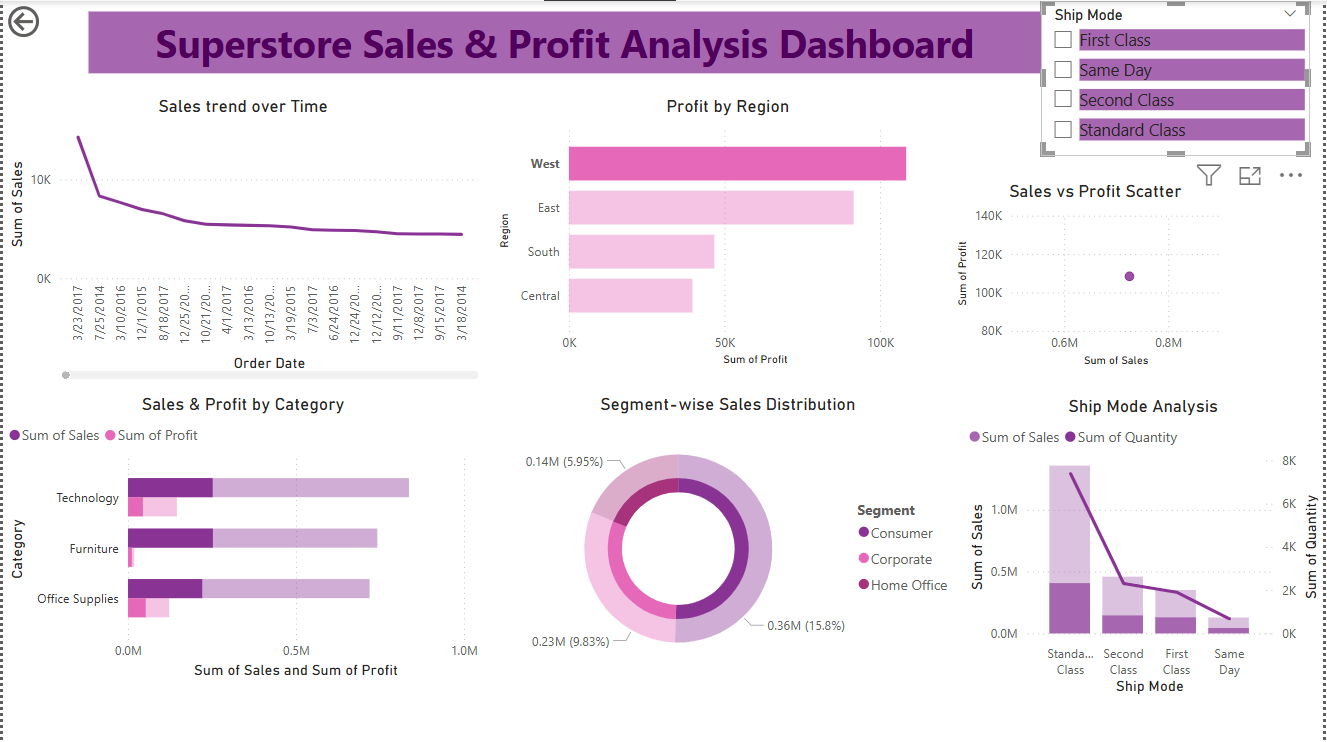 Superstore Sales & Profit Analysis Dashboard
Ship Mode
First Class
Same Day
Second Class
Standard Class
Sales trend over Time
Sum of Sales
10K
0K
3/23/2017
7/25/2014
3/10/2016
12/1/2015
8/18/2017
12/25/20...
10/21/20...
4/1/2017
3/13/2016
10/13/20...
3/19/2015
7/3/2017
6/24/2016
12/24/20...
12/12/20...
9/11/2017
12/8/2017
9/15/2017
3/18/2014
Order Date
Profit by Region
Region
West
East
South
Central
0K
50K
100K
Sum of Profit
Sales vs Profit Scatter
Sum of Profit
140K
120K
100K
80K
0.6M
0.8M
Sum of Sales
Sales & Profit by Category
Sum of Sales
Sum of Profit
Category
Technology
Furniture
Office Supplies
0.0M
0.5M
1.0M
Sum of Sales and Sum of Profit
Segment-wise Sales Distribution
0.14M (5.95%)
0.23M (9.83%)
0.36M (15.8%)
Segment
Consumer
Corporate
Home Office
Ship Mode Analysis
Sum of Sales
Sum of Quantity
Sum of Sales
1.0M
0.5M
0.0M
8K
6K
4K
2K
0K
Sum of Quantity
Standa...
Class
Second
Class
First
Class
Same
Day
Ship Mode